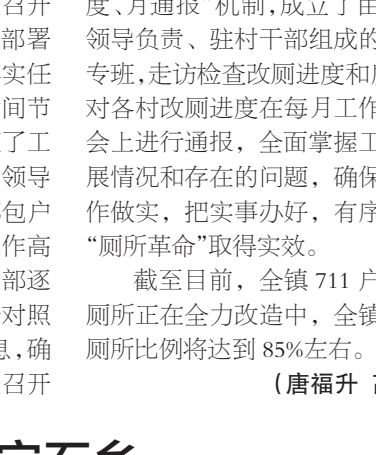 召开
部署
实任
间节
了工
领导
包户
作高
部逐
对照
息,确
召开
度、月通报”机制,成立了由
领导负责、驻村干部组成的
专班,走访检查改厕进度和
对各村改厕进度在每月工作
会上进行通报，全面掌握工
展情况和存在的问题，确保
作做实，把实事办好，有序
“厕所革命”取得实效。
截至目前，全镇 711 户
厕所正在全力改造中，全镇
厕所比例将达到 85%左右。
(唐福升